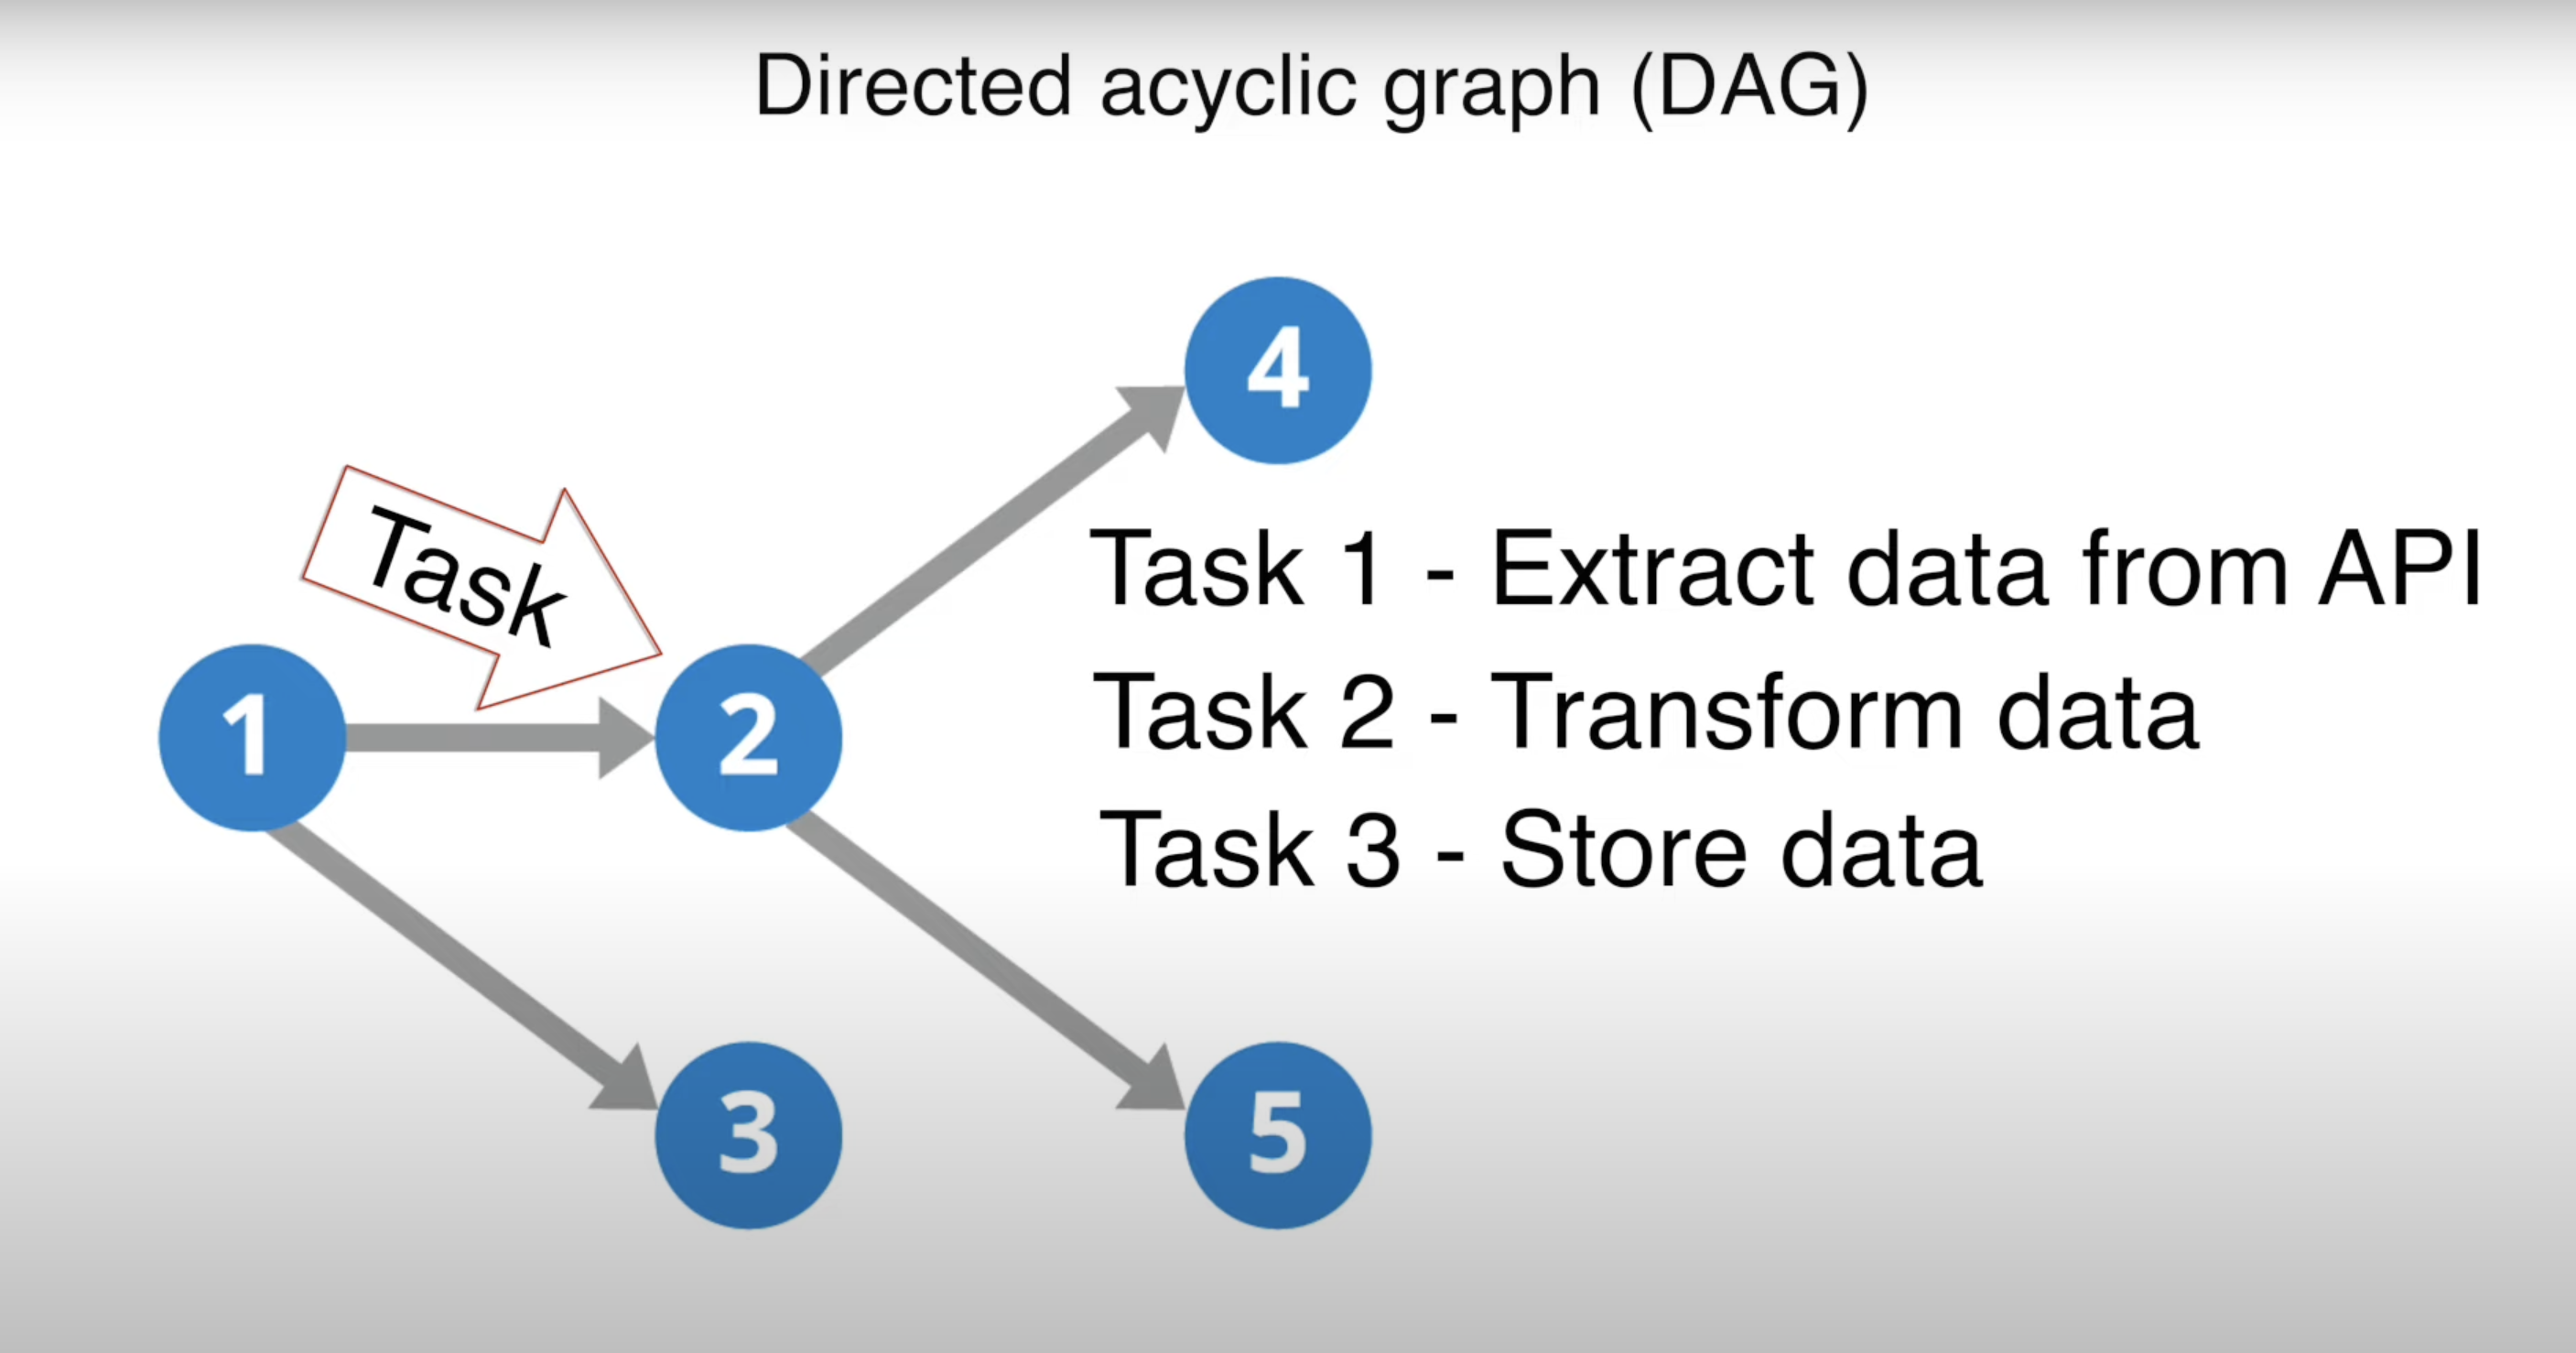 Directed acyclic graph (DAG)
4
Task
Task 1 - Extract data from API
1
2
Task 2 - Transform data
Task 3 - Store data
3
5